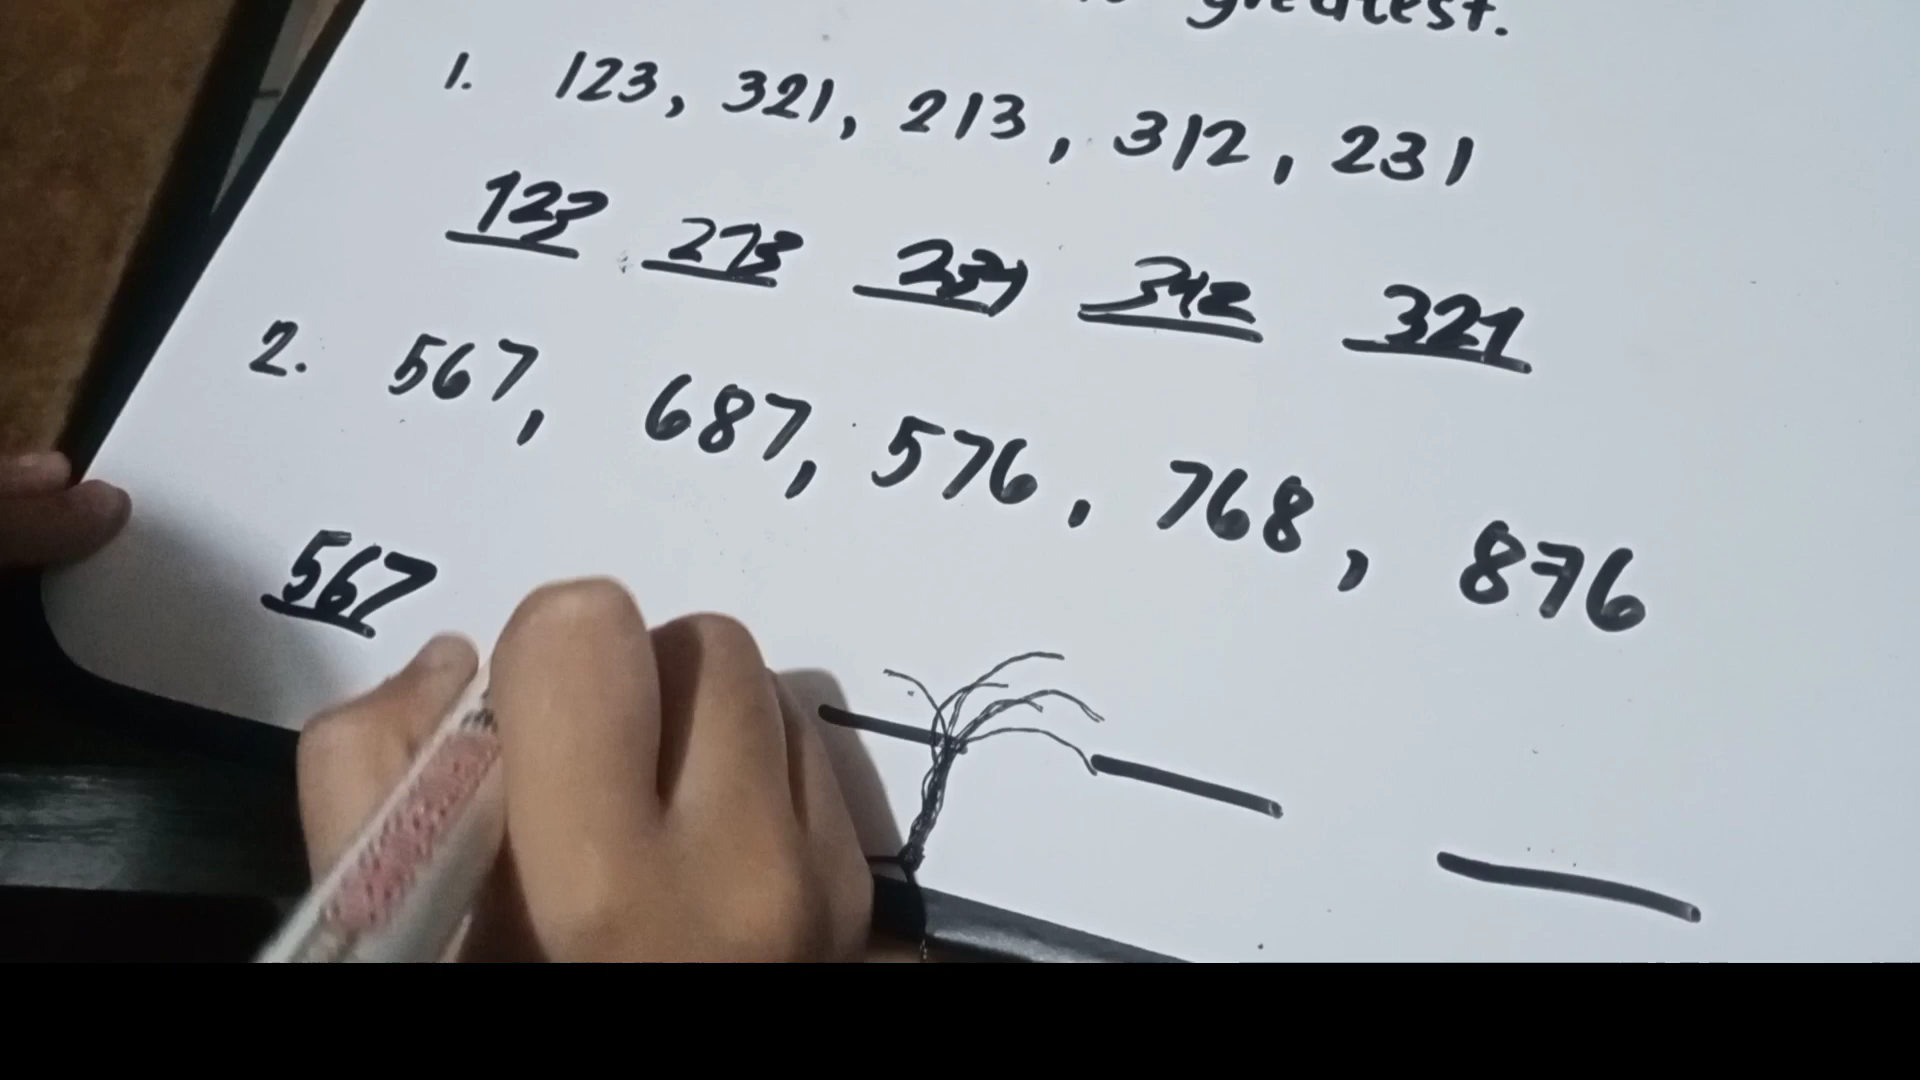 greatest.
1. 123, 321, 213, 312, 231
123 213 231 312 321
2. 567, 687, 576, 768, 876
567